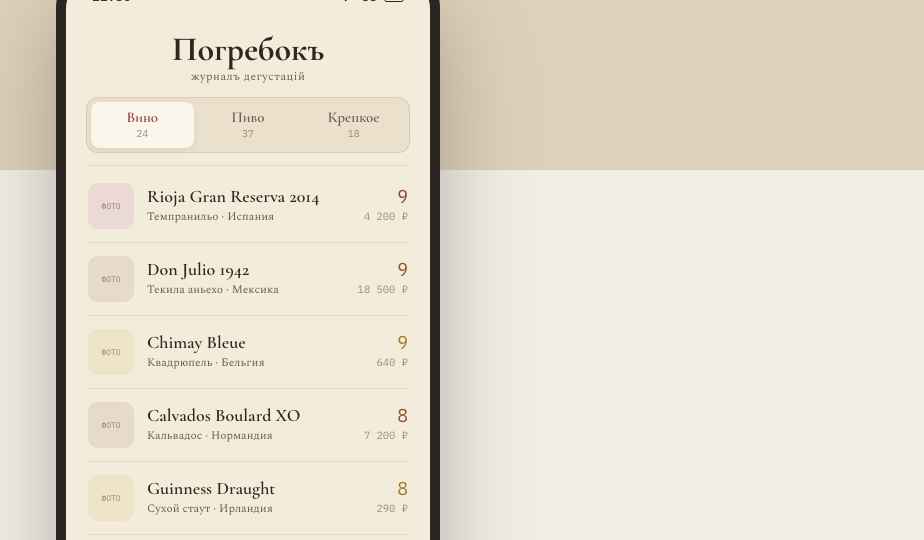 Погребокъ
журналъ дегустацій
Вино Пиво Крепкое
24 37 18
ФОТО
Rioja Gran Reserva 2014 9
Темпранильо · Испания 4 200 ₽
ФОТО
Don Julio 1942 9
Текила аньехо · Мексика 18 500 ₽
ФОТО
Chimay Bleue 9
Квадрюпель · Бельгия 640 ₽
ФОТО
Calvados Boulard XO 8
Кальвадос · Нормандия 7 200 ₽
ФОТО
Guinness Draught 8
Сухой стаут · Ирландия 290 ₽